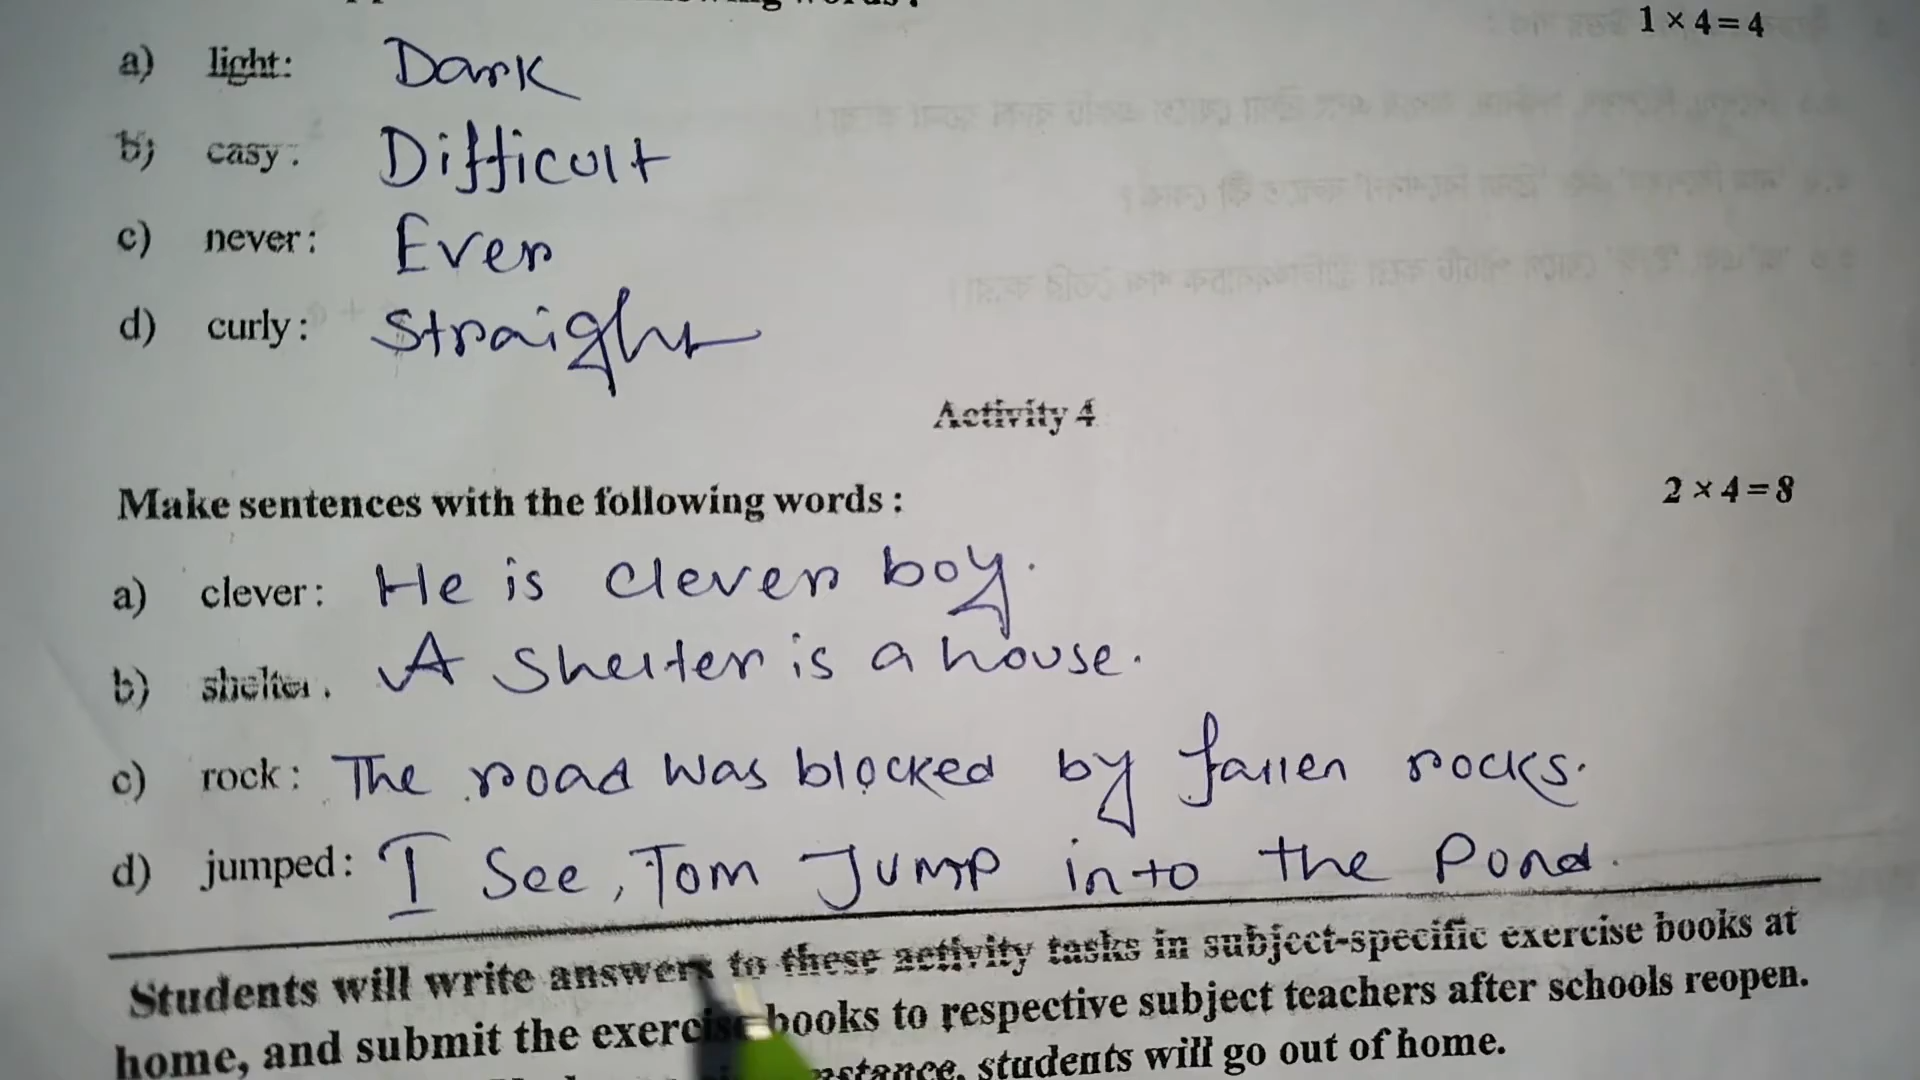 1 × 4 = 4
a) light: Dark
b) easy: Difficult
c) never: Ever
d) curly: Straight
Activity 4
Make sentences with the following words : 2 × 4 = 8
a) clever: He is clever boy.
b) shelter: A Shelter is a house.
c) rock: The road was blocked by fallen rocks.
d) jumped: I See, Tom Jump into the Pond.
Students will write answers to these activity tasks in subject-specific exercise books at
home, and submit the exercise books to respective subject teachers after schools reopen.
students will go out of home.